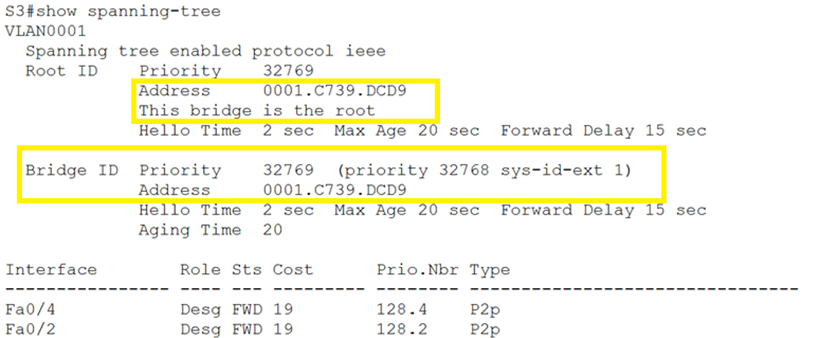 S3#show spanning-tree
VLAN0001
Spanning tree enabled protocol ieee
Root ID Priority 32769
Address 0001.C739.DCD9
This bridge is the root
Hello Time 2 sec Max Age 20 sec Forward Delay 15 sec
Bridge ID Priority 32769 (priority 32768 sys-id-ext 1)
Address 0001.C739.DCD9
Hello Time 2 sec Max Age 20 sec Forward Delay 15 sec
Aging Time 20
Interface Role Sts Cost Prio.Nbr Type
---------------- ---- --- --------- -------- --------------------------------
Fa0/4 Desg FWD 19 128.4 P2p
Fa0/2 Desg FWD 19 128.2 P2p